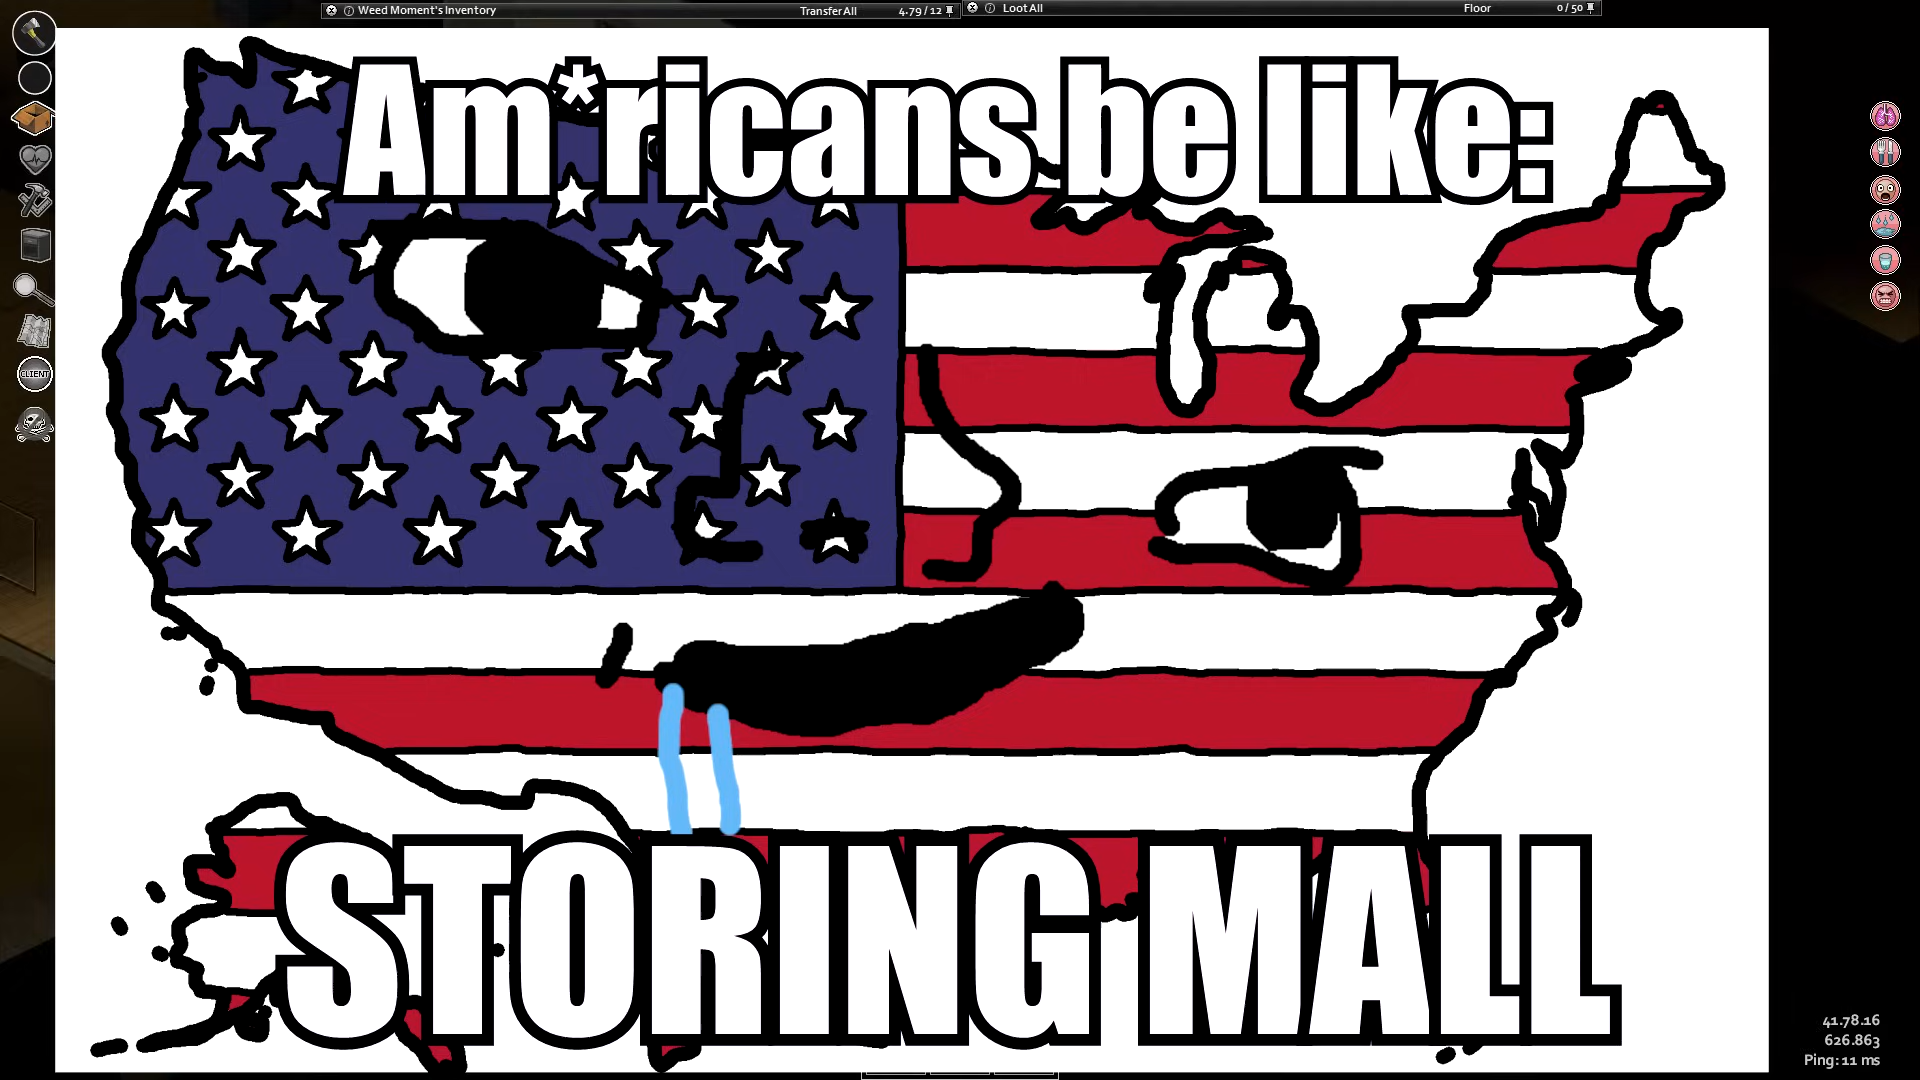 Weed Moment's Inventory Transfer All 4.79 / 12 Loot All Floor 0 / 50
Am*ricans be like:
CLIENT
STORING MALL
41.78.16
626.863
Ping: 11 ms